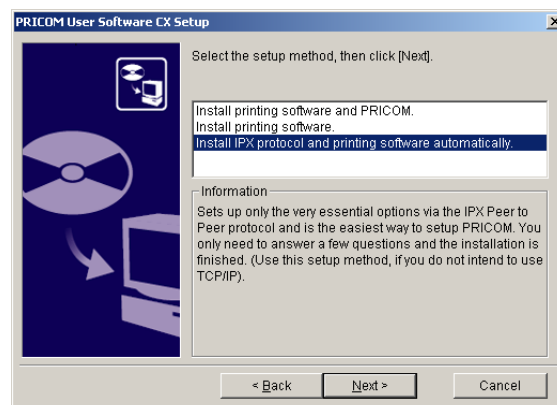 PRICOM User Software CX Setup
Select the setup method, then click [Next].
Install printing software and PRICOM.
Install printing software.
Install IPX protocol and printing software automatically.
Information
Sets up only the very essential options via the IPX Peer to
Peer protocol and is the easiest way to setup PRICOM. You
only need to answer a few questions and the installation is
finished. (Use this setup method, if you do not intend to use
TCP/IP).
< Back
Next >
Cancel